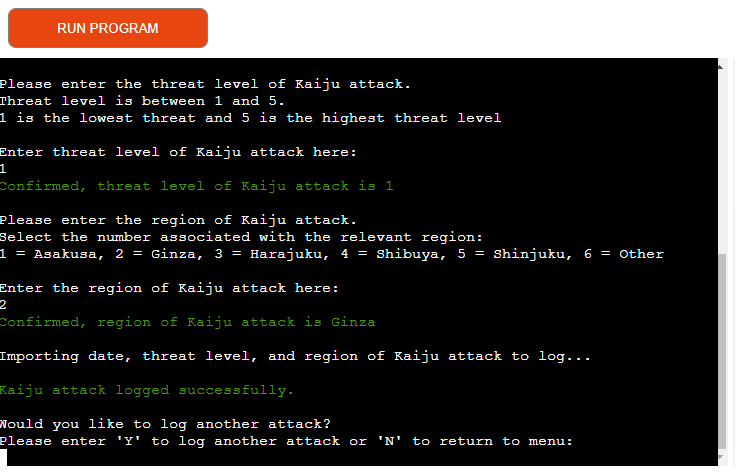 RUN PROGRAM
Please enter the threat level of Kaiju attack.
Threat level is between 1 and 5.
1 is the lowest threat and 5 is the highest threat level
Enter threat level of Kaiju attack here:
1
Confirmed, threat level of Kaiju attack is 1
Please enter the region of Kaiju attack.
Select the number associated with the relevant region:
1 = Asakusa, 2 = Ginza, 3 = Harajuku, 4 = Shibuya, 5 = Shinjuku, 6 = Other
Enter the region of Kaiju attack here:
2
Confirmed, region of Kaiju attack is Ginza
Importing date, threat level, and region of Kaiju attack to log...
Kaiju attack logged successfully.
Would you like to log another attack?
Please enter 'Y' to log another attack or 'N' to return to menu: